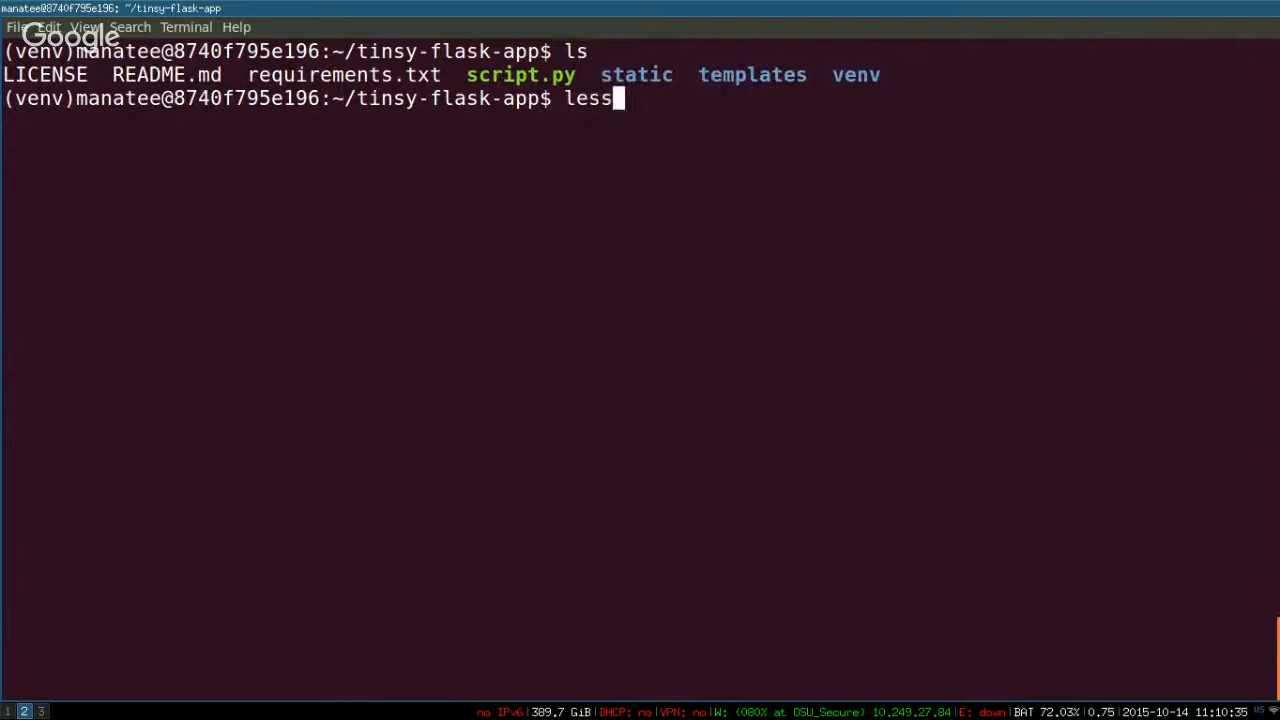 manatee@8740f795e196: ~/tinsy-flask-app
File Edit View Search Terminal Help
Google
(venv)manatee@8740f795e196:~/tinsy-flask-app$ ls
LICENSE README.md requirements.txt script.py static templates venv
(venv)manatee@8740f795e196:~/tinsy-flask-app$ less
1 2 3 no IPv6|389.7 GiB|DHCP: no|VPN: no|W: (080% at OSU_Secure) 10.249.27.84|E: down|BAT 72.03%|0.75|2015-10-14 11:10:35 US